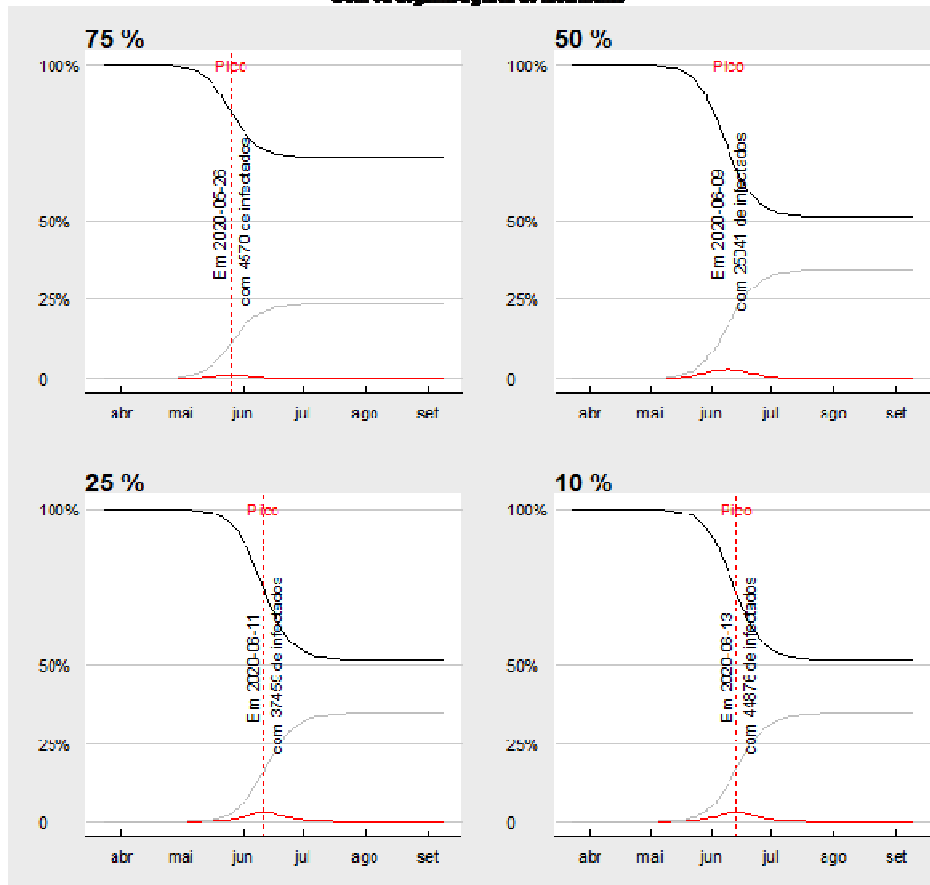 75 %
100%
Pico
50%
25%
0
Em 2020-05-26
com 4570 de infectados
abr mai jun jul ago set
50 %
100%
Pico
50%
25%
0
Em 2020-06-09
com 25041 de infectados
abr mai jun jul ago set
25 %
100%
Pico
50%
25%
0
Em 2020-06-11
com 37459 de infectados
abr mai jun jul ago set
10 %
100%
Pico
50%
25%
0
Em 2020-06-13
com 44876 de infectados
abr mai jun jul ago set